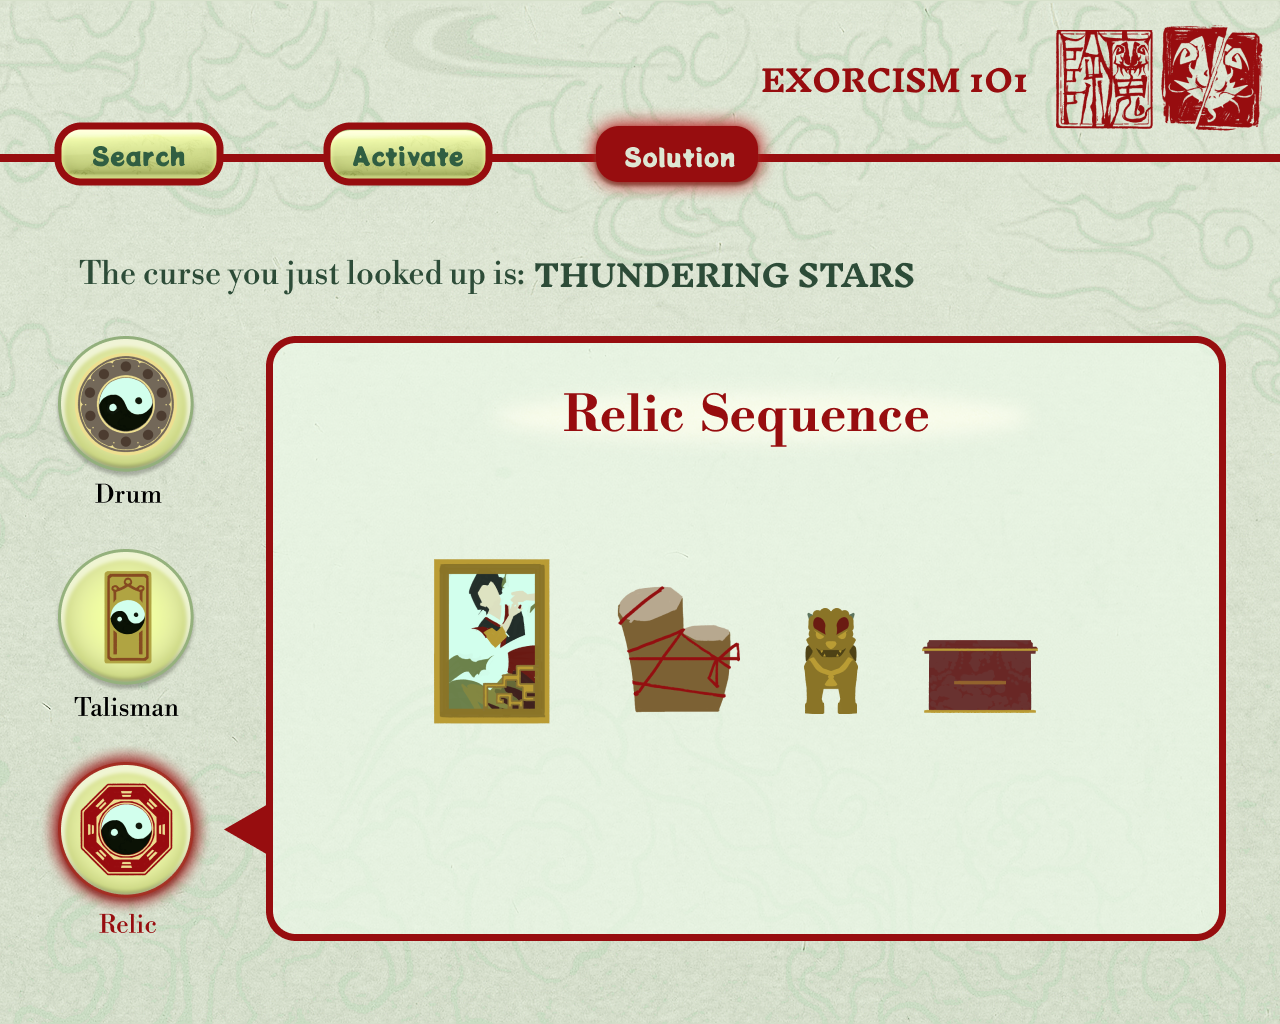 EXORCISM 101
Search
Activate
Solution
The curse you just looked up is: THUNDERING STARS
Relic Sequence
Drum
Talisman
Relic